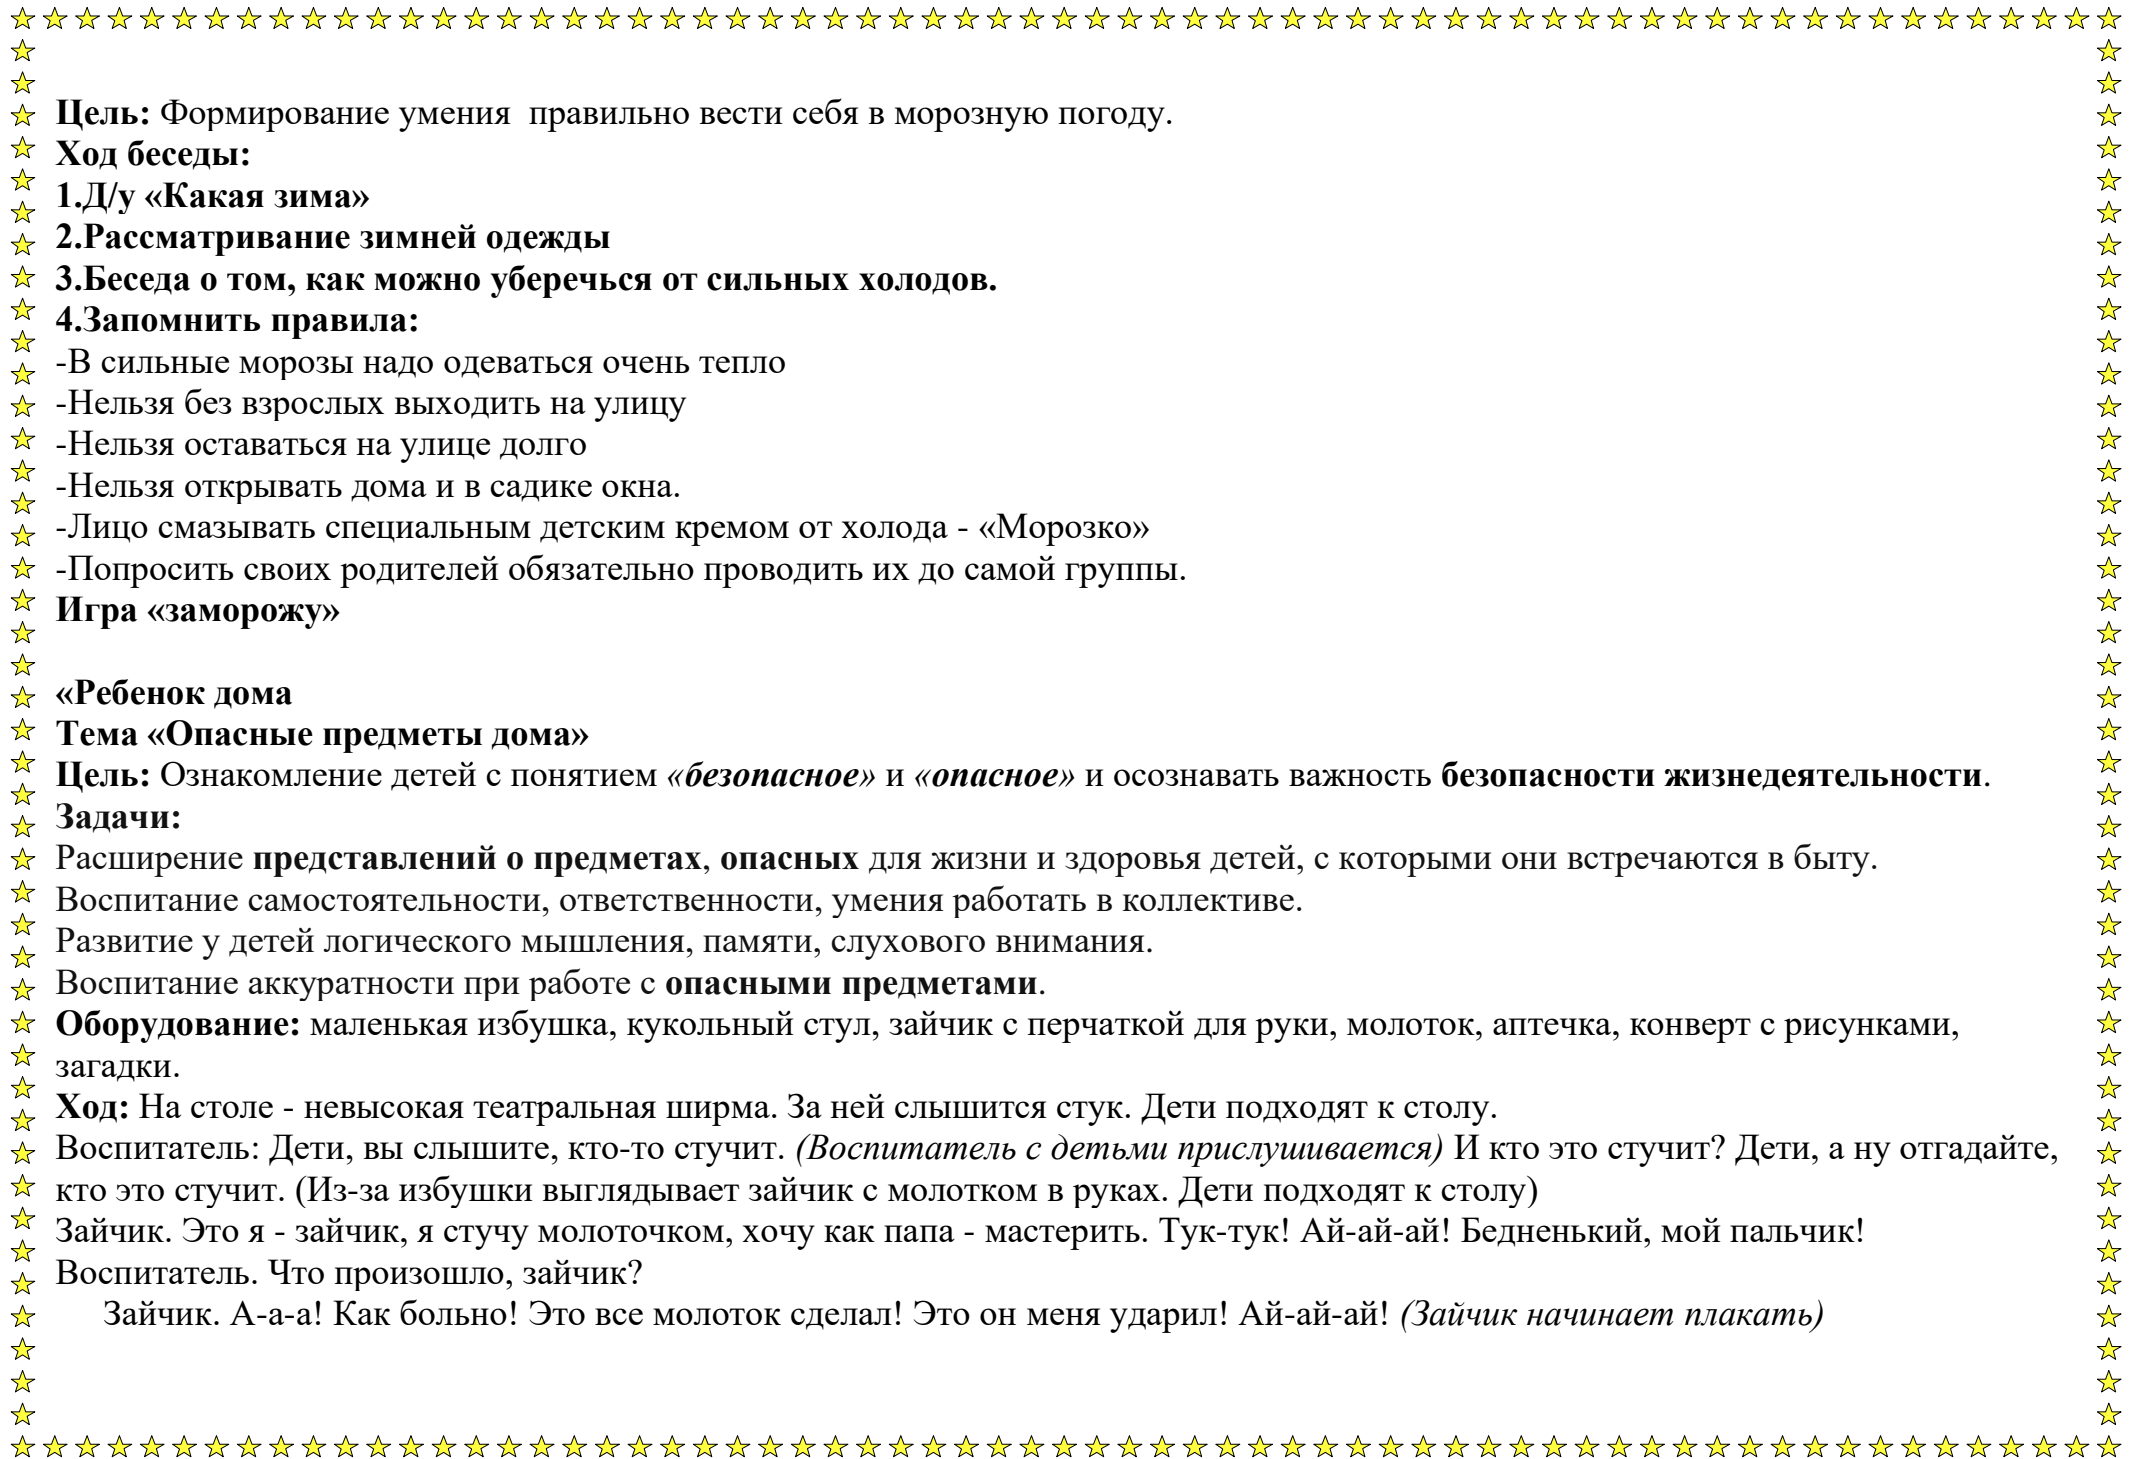 Цель: Формирование умения  правильно вести себя в морозную погоду.
Ход беседы:
1.Д/у «Какая зима»
2.Рассматривание зимней одежды
3.Беседа о том, как можно уберечься от сильных холодов.
4.Запомнить правила:
-В сильные морозы надо одеваться очень тепло
-Нельзя без взрослых выходить на улицу
-Нельзя оставаться на улице долго
-Нельзя открывать дома и в садике окна.
-Лицо смазывать специальным детским кремом от холода - «Морозко»
-Попросить своих родителей обязательно проводить их до самой группы.
Игра «заморожу»
«Ребенок дома
Тема «Опасные предметы дома»
Цель: Ознакомление детей с понятием «безопасное» и «опасное» и осознавать важность безопасности жизнедеятельности.
Задачи:
Расширение представлений о предметах, опасных для жизни и здоровья детей, с которыми они встречаются в быту.
Воспитание самостоятельности, ответственности, умения работать в коллективе.
Развитие у детей логического мышления, памяти, слухового внимания.
Воспитание аккуратности при работе с опасными предметами.
Оборудование: маленькая избушка, кукольный стул, зайчик с перчаткой для руки, молоток, аптечка, конверт с рисунками,
загадки.
Ход: На столе - невысокая театральная ширма. За ней слышится стук. Дети подходят к столу.
Воспитатель: Дети, вы слышите, кто-то стучит. (Воспитатель с детьми прислушивается) И кто это стучит? Дети, а ну отгадайте,
кто это стучит. (Из-за избушки выглядывает зайчик с молотком в руках. Дети подходят к столу)
Зайчик. Это я - зайчик, я стучу молоточком, хочу как папа - мастерить. Тук-тук! Ай-ай-ай! Бедненький, мой пальчик!
Воспитатель. Что произошло, зайчик?
Зайчик. А-а-а! Как больно! Это все молоток сделал! Это он меня ударил! Ай-ай-ай! (Зайчик начинает плакать)